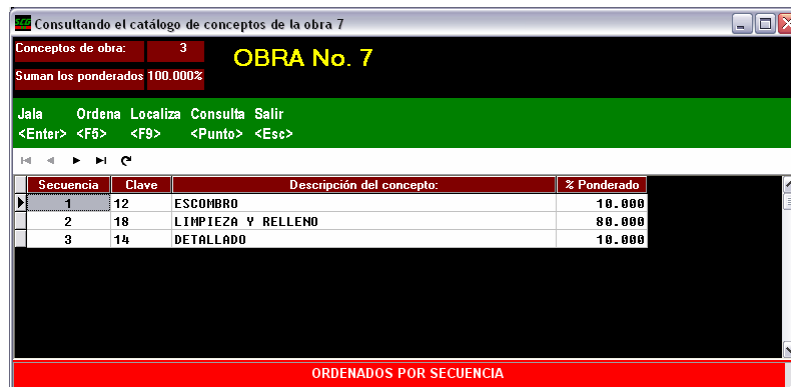 SCG Consultando el catálogo de conceptos de la obra 7
Conceptos de obra: 3
OBRA No. 7
Suman los ponderados 100.000%
Jala Ordena Localiza Consulta Salir
<Enter> <F5> <F9> <Punto> <Esc>
Secuencia Clave Descripción del concepto: % Ponderado
1 12 ESCOMBRO 10.000
2 18 LIMPIEZA Y RELLENO 80.000
3 14 DETALLADO 10.000
ORDENADOS POR SECUENCIA